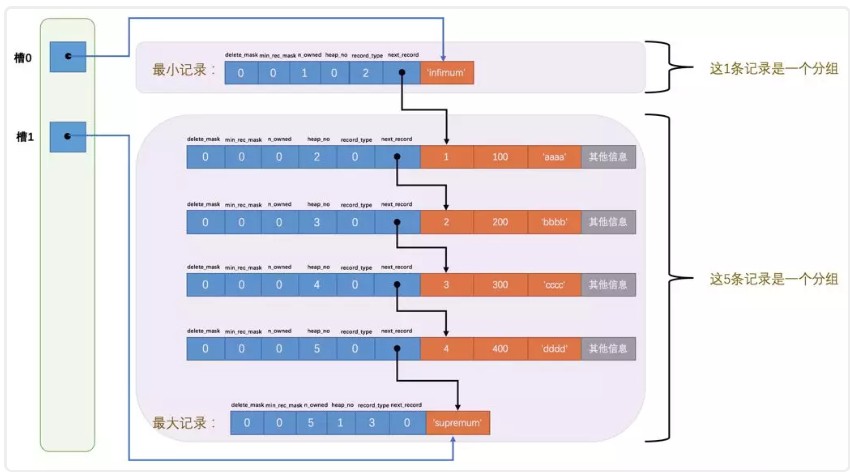 槽0
delete_mask min_rec_mask n_owned heap_no record_type next_record
最小记录： 0 0 1 0 2 'infimum'
这1条记录是一个分组
槽1
delete_mask min_rec_mask n_owned heap_no record_type next_record
0 0 0 2 0 1 100 'aaaa' 其他信息
delete_mask min_rec_mask n_owned heap_no record_type next_record
0 0 0 3 0 2 200 'bbbb' 其他信息
delete_mask min_rec_mask n_owned heap_no record_type next_record
0 0 0 4 0 3 300 'cccc' 其他信息
这5条记录是一个分组
delete_mask min_rec_mask n_owned heap_no record_type next_record
0 0 0 5 0 4 400 'dddd' 其他信息
delete_mask min_rec_mask n_owned heap_no record_type next_record
最大记录： 0 0 5 1 3 0 'supremum'